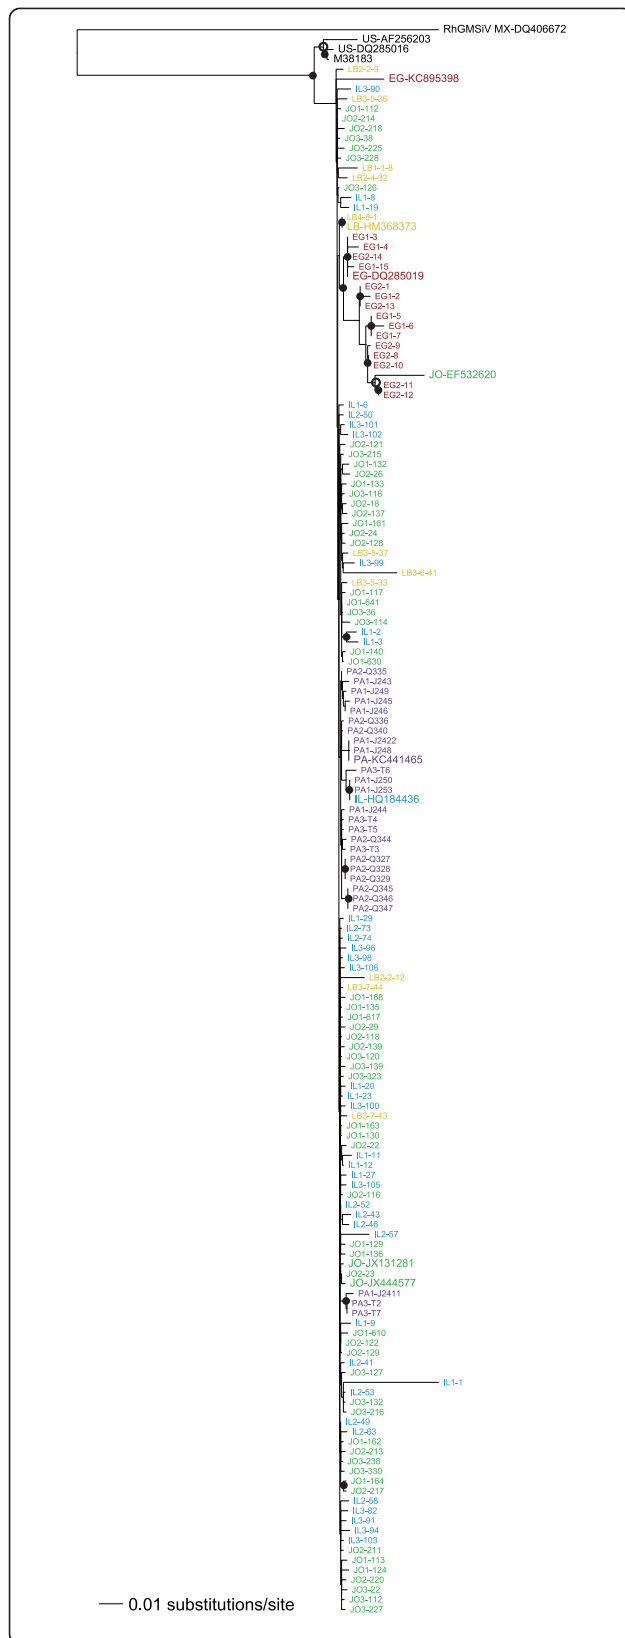 RhGMSiV MX-DQ406672
US-AF256203
US-DQ285016
M38183
LB2-2-9
EG-KC895398
IL3-90
LB3-5-36
JO1-112
JO2-214
JO2-218
JO3-38
JO3-225
JO3-228
LB1-1-8
LB2-4-32
JO3-126
IL1-8
IL1-19
LB4-8-1
LB-HM368373
EG1-3
EG1-4
EG2-14
EG1-15
EG-DQ285019
EG2-1
EG1-2
EG2-13
EG1-5
EG1-6
EG1-7
EG2-9
EG2-8
EG2-10
JO-EF532620
EG2-11
EG2-12
IL1-6
IL2-50
IL3-101
IL3-102
JO2-121
JO3-215
JO1-132
JO2-26
JO1-133
JO3-116
JO2-18
JO2-137
JO1-161
JO2-24
JO2-128
LB3-5-37
IL3-99
LB3-6-41
LB3-5-33
JO1-117
JO1-641
JO3-36
JO3-114
IL1-2
IL1-3
JO1-140
JO1-630
PA2-Q335
PA1-J243
PA1-J249
PA1-J245
PA1-J246
PA2-Q336
PA2-Q340
PA1-J2422
PA1-J248
PA-KC441465
PA3-T6
PA1-J250
PA1-J253
IL-HQ184436
PA1-J244
PA3-T4
PA3-T5
PA2-Q344
PA3-T3
PA2-Q327
PA2-Q328
PA2-Q329
PA2-Q345
PA2-Q346
PA2-Q347
IL1-29
IL2-73
IL2-74
IL3-96
IL3-98
IL3-106
LB2-2-12
LB3-7-44
JO1-168
JO1-135
JO1-617
JO2-29
JO2-118
JO2-139
JO3-120
JO3-139
JO3-323
IL1-20
IL1-23
IL3-100
LB3-7-43
JO1-163
JO1-130
JO2-22
IL1-11
IL1-12
IL1-27
IL3-105
JO2-116
IL2-52
IL2-43
IL2-46
IL2-57
JO1-129
JO1-136
JO-JX131281
JO2-23
JO-JX444577
PA1-J2411
PA3-T2
PA3-T7
IL1-9
JO1-610
JO2-122
JO2-129
IL2-41
JO3-127
IL1-1
IL2-53
JO3-132
JO3-216
IL2-49
IL2-63
JO1-162
JO2-213
JO3-238
JO3-330
JO1-164
JO2-217
IL2-58
IL3-82
IL3-91
IL3-94
IL3-103
JO2-211
JO1-113
JO1-124
JO2-220
JO3-22
JO3-112
JO3-227
0.01 substitutions/site